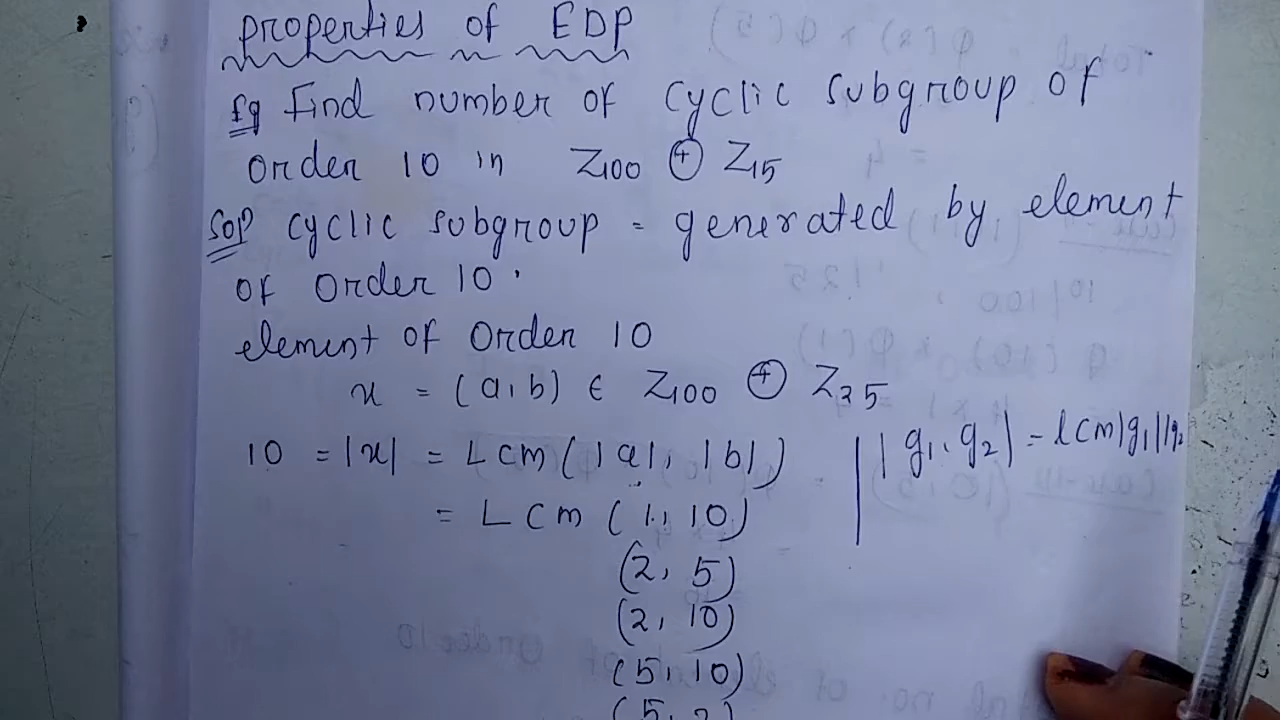 properties of EDP
Eg Find number of cyclic subgroup of
order 10 in Z100 ⊕ Z15
Sol? cyclic subgroup = generated by element
of order 10.
element of order 10
x = (a,b) ∈ Z100 ⊕ Z25
10 = |x| = Lcm(|a|, |b|) || g1, g2| = lcm|g1||g2
= Lcm (1, 10)
(2, 5)
(2, 10)
(5, 10)
(5, 2)